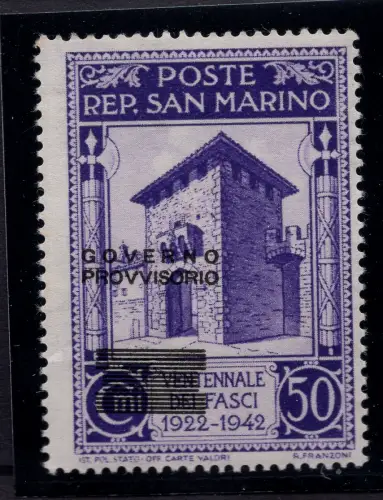 POSTE
REP. SAN MARINO
GOVERNO
PROVVISORIO
VENTENNALE
DEI FASCI
1922-1942
50
IST. POL. STATO-OFF. CARTE VALORI
A. FRANZONI